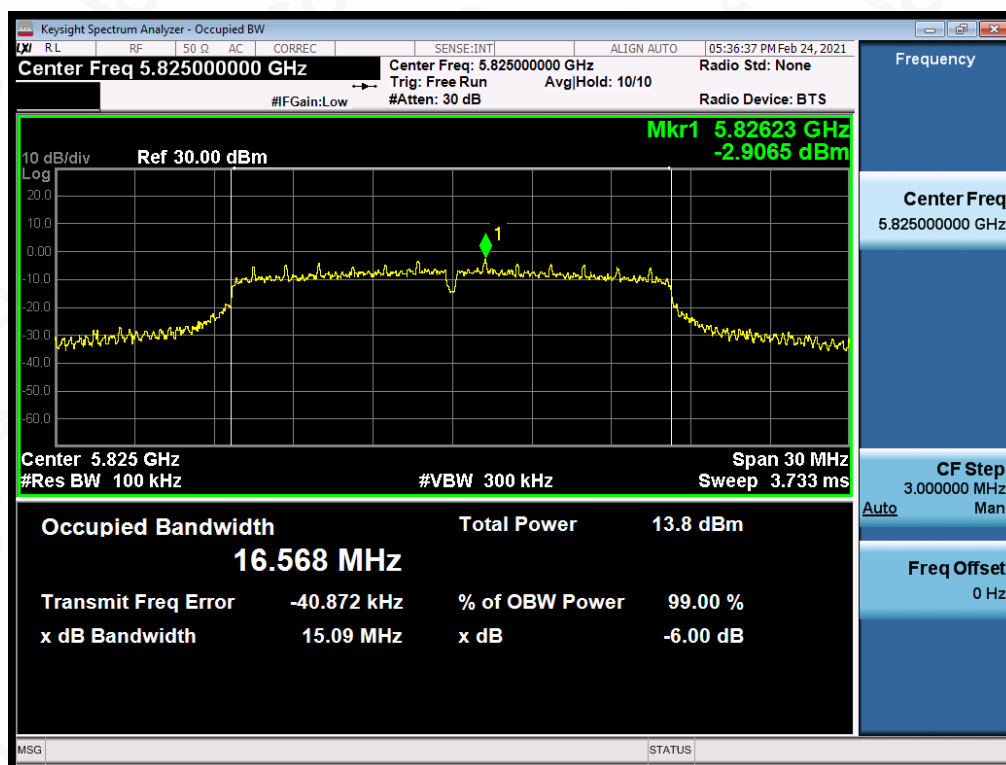 Keysight Spectrum Analyzer - Occupied BW
LXI RL RF 50 Ω AC CORREC SENSE:INT ALIGN AUTO 05:36:37 PM Feb 24, 2021
Center Freq 5.825000000 GHz
Center Freq: 5.825000000 GHz Radio Std: None
Trig: Free Run Avg|Hold: 10/10
#IFGain:Low #Atten: 30 dB Radio Device: BTS
Mkr1 5.82623 GHz
-2.9065 dBm
10 dB/div Ref 30.00 dBm
Log
20.0
10.0
1
0.00
-10.0
-20.0
-30.0
-40.0
-50.0
-60.0
Center 5.825 GHz Span 30 MHz
#Res BW 100 kHz #VBW 300 kHz Sweep 3.733 ms
Occupied Bandwidth Total Power 13.8 dBm
16.568 MHz
Transmit Freq Error -40.872 kHz % of OBW Power 99.00 %
x dB Bandwidth 15.09 MHz x dB -6.00 dB
MSG STATUS
Frequency
Center Freq
5.825000000 GHz
CF Step
3.000000 MHz
Auto Man
Freq Offset
0 Hz